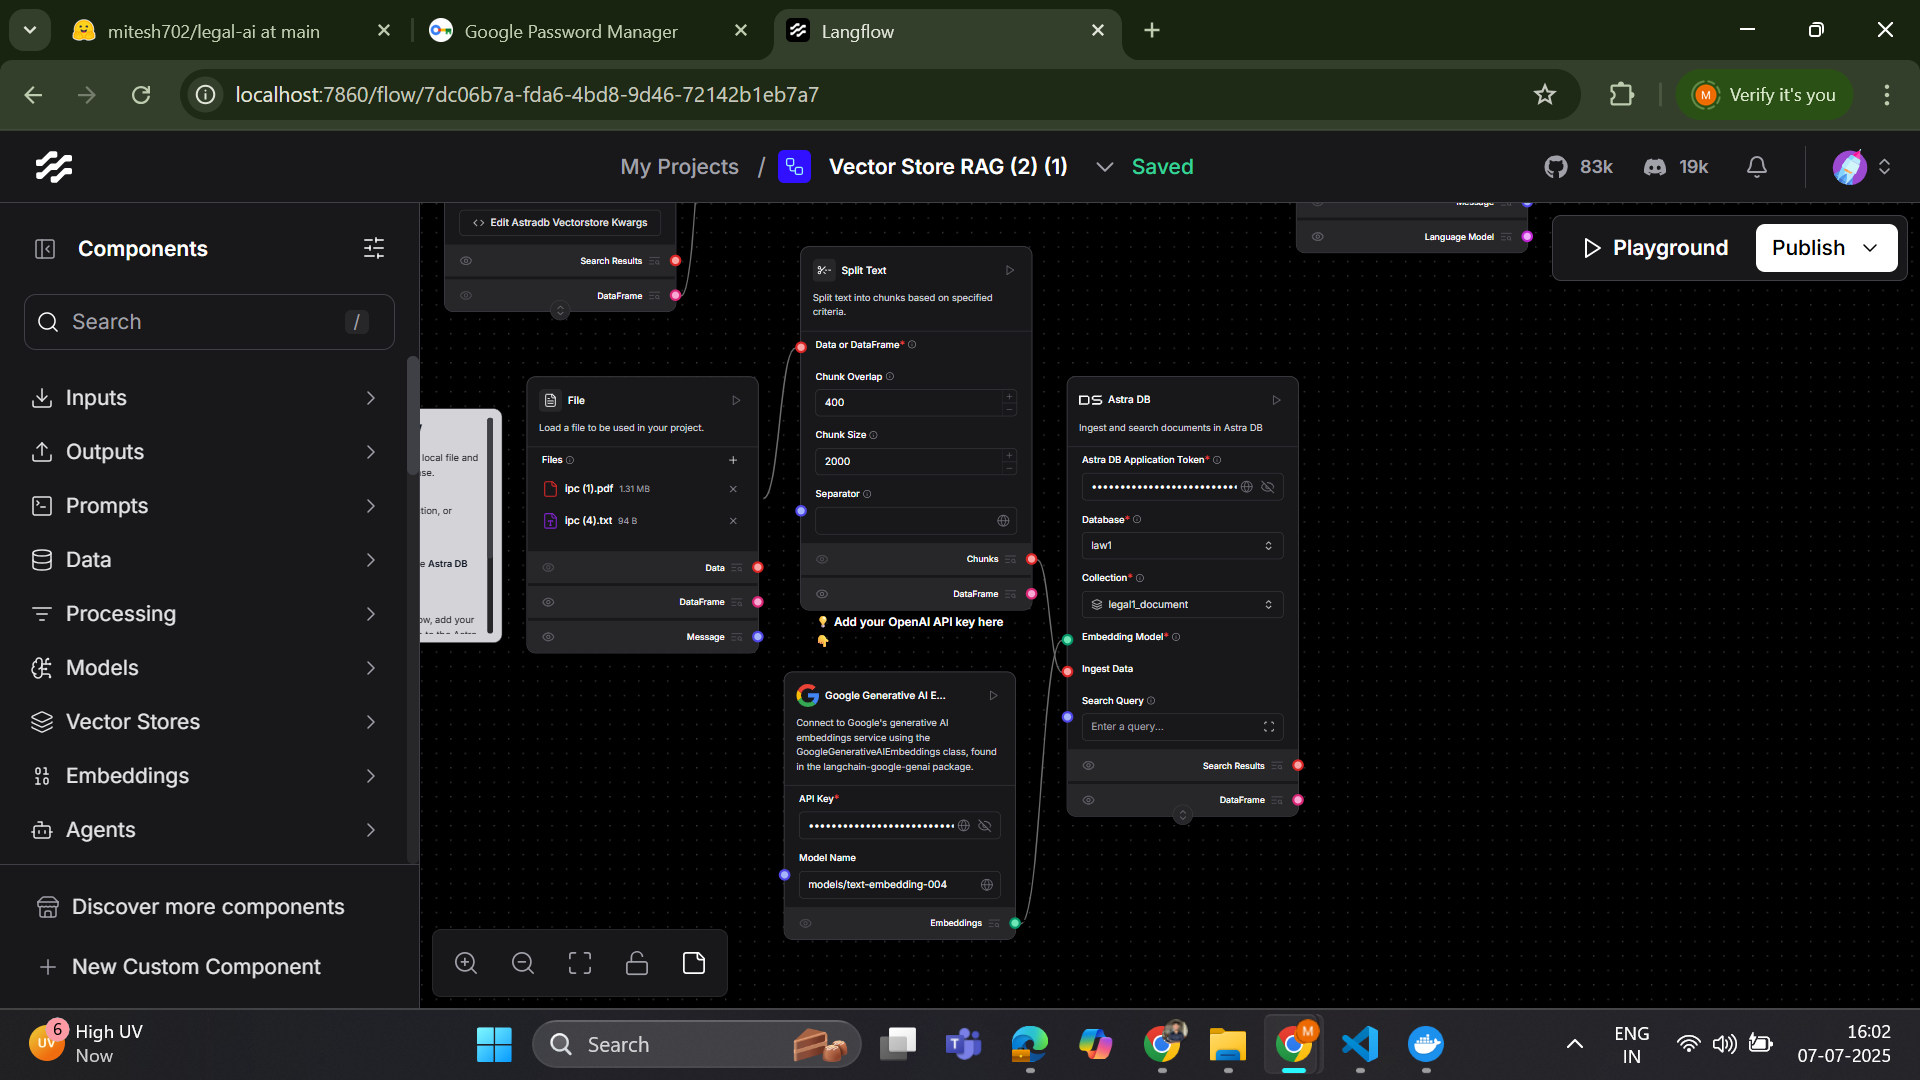 mitesh702/legal-ai at main
Google Password Manager
Langflow
localhost:7860/flow/7dc06b7a-fda6-4bd8-9d46-72142b1eb7a7
M
Verify it's you
My Projects / Vector Store RAG (2) (1)
Saved
83k
19k
Components
Search
/
Inputs
Outputs
Prompts
Data
Processing
Models
Vector Stores
Embeddings
Agents
Discover more components
New Custom Component
Playground
Publish
Edit Astradb Vectorstore Kwargs
Search Results
DataFrame
Language Model
local file and
tion, or
e Astra DB
ow, add your
File
Load a file to be used in your project.
Files
ipc (1).pdf 1.31 MB
ipc (4).txt 94 B
Data
DataFrame
Message
Split Text
Split text into chunks based on specified
criteria.
Data or DataFrame*
Chunk Overlap
400
Chunk Size
2000
Separator
Chunks
DataFrame
💡 Add your OpenAI API key here
👇
Google Generative AI E...
Connect to Google's generative AI
embeddings service using the
GoogleGenerativeAIEmbeddings class, found
in the langchain-google-genai package.
API Key*
••••••••••••••••••••••••••
Model Name
models/text-embedding-004
Embeddings
DS Astra DB
Ingest and search documents in Astra DB
Astra DB Application Token*
••••••••••••••••••••••••••
Database*
law1
Collection*
legal1_document
Embedding Model*
Ingest Data
Search Query
Enter a query...
Search Results
DataFrame
UV
6
High UV
Now
Search
M
ENG
IN
16:02
07-07-2025